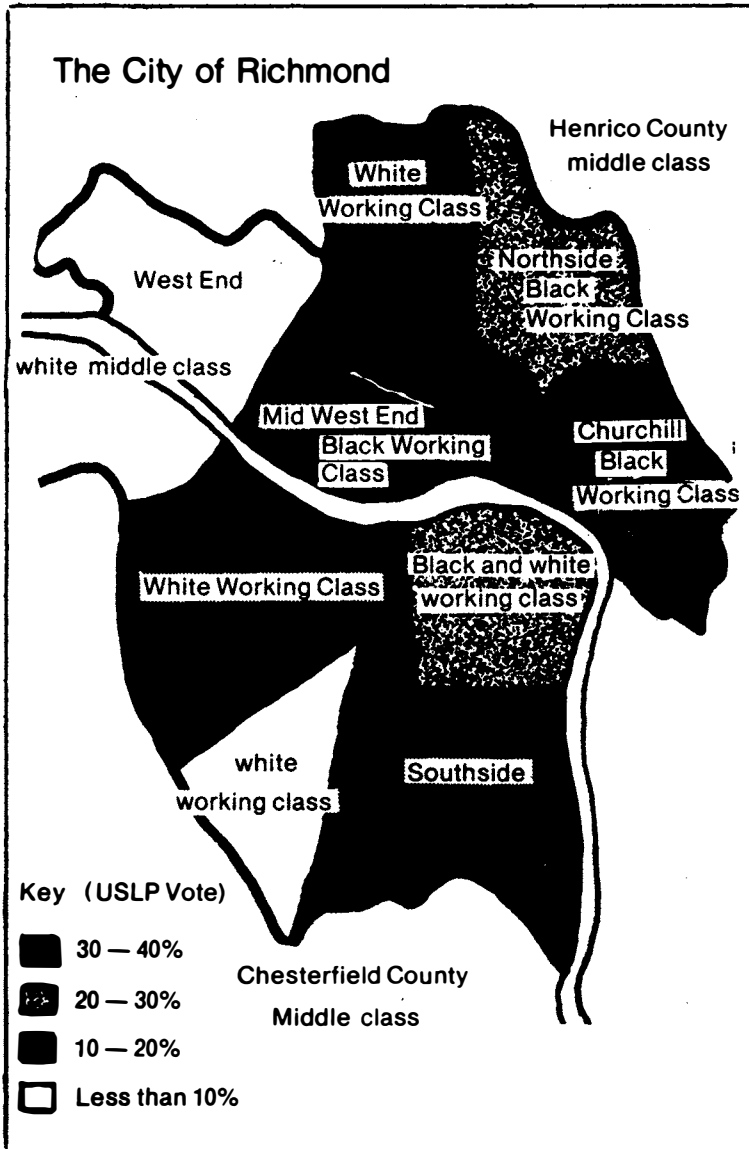 The City of Richmond
Henrico County
middle class
White
Working Class
Northside
Black
Working Class
West End
white middle class
Mid West End
Black Working
Class
Churchill
Black
Working Class
White Working Class
Black and white
working class
white
working class
Southside
Key (USLP Vote)
30 — 40%
20 — 30%
10 — 20%
Less than 10%
Chesterfield County
Middle class